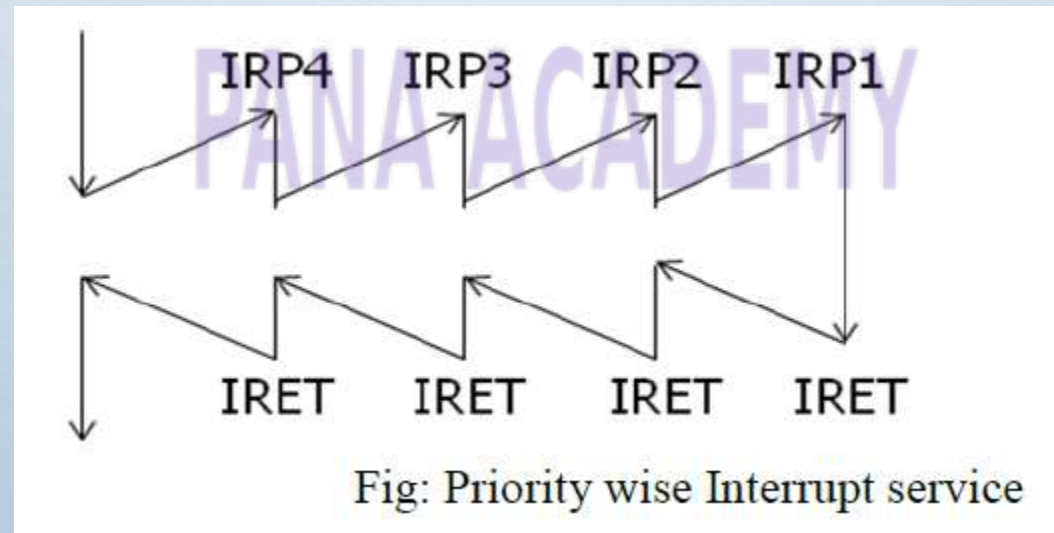 PANA ACADEMY
IRP4 IRP3 IRP2 IRP1
IRET IRET IRET IRET
Fig: Priority wise Interrupt service